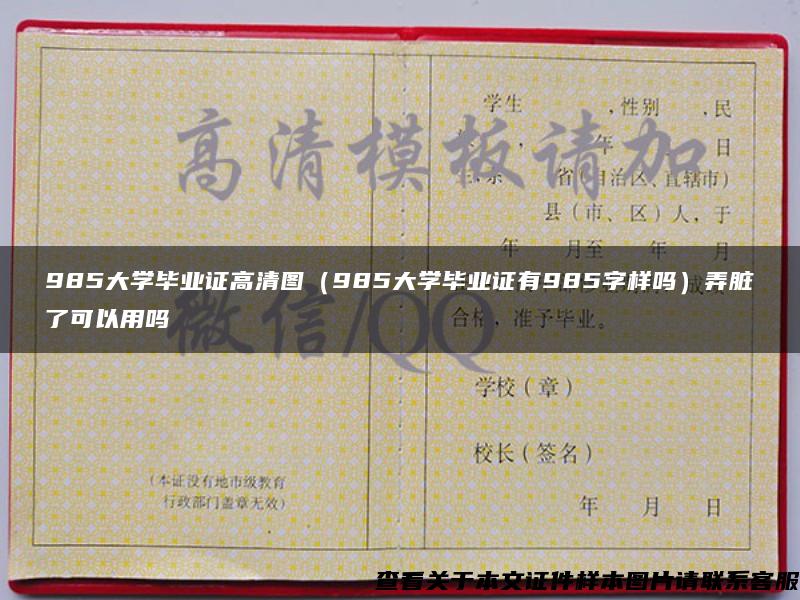 学生 ，性别 ，民
， 年 日
高清模板请加
省（自治区、直辖市）
县（市、区）人，于
年 月至 年 月
985大学毕业证高清图（985大学毕业证有985字样吗）弄脏
了可以用吗
微信/QQ
合格，准予毕业。
学校（章）
校长（签名）
（本证没有地市级教育
行政部门盖章无效）
年 月 日
查看关于本文证件样本图片请联系客服